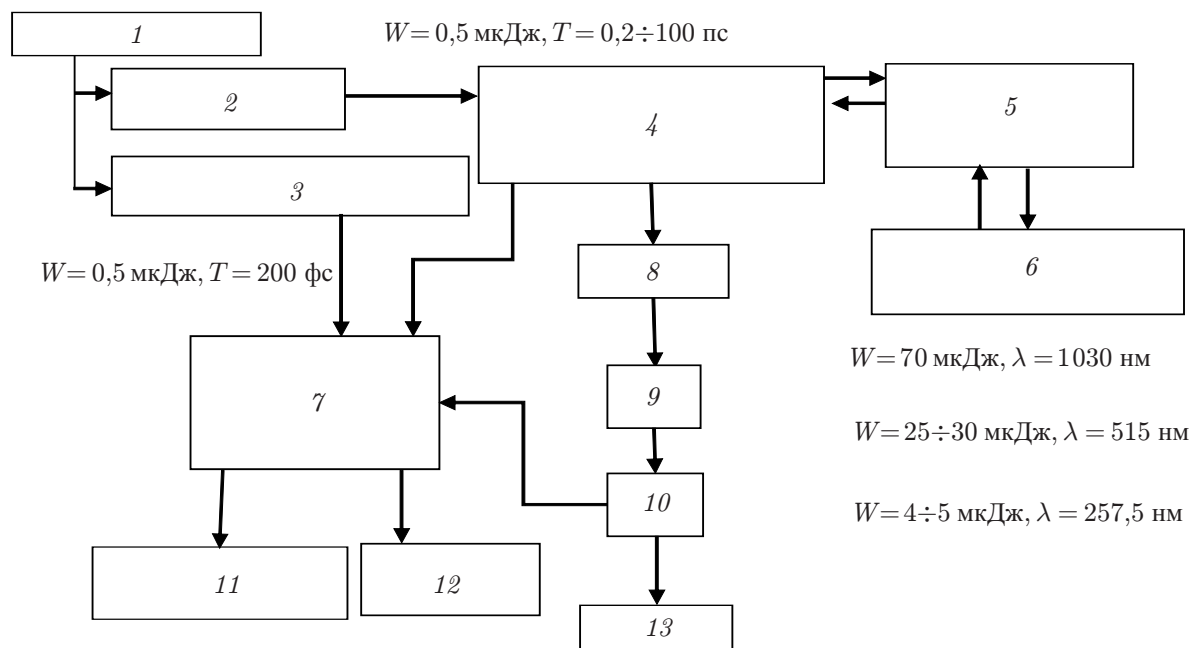 1
W = 0,5 мкДж, T = 0,2÷100 пс
2
4
5
3
W = 0,5 мкДж, T = 200 фс
8
6
W = 70 мкДж, λ = 1030 нм
7
9
W = 25÷30 мкДж, λ = 515 нм
10
W = 4÷5 мкДж, λ = 257,5 нм
11
12
13